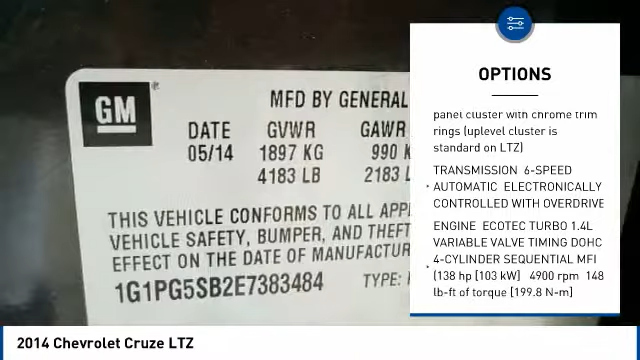 GM
MFD BY GENERAL
DATE GVWR GAWR
05/14 1897 KG 990 K
4183 LB 2183 L
THIS VEHICLE CONFORMS TO ALL APPL
VEHICLE SAFETY, BUMPER, AND THEFT
EFFECT ON THE DATE OF MANUFACTUR
1G1PG5SB2E7383484 TYPE:
OPTIONS
panel cluster with chrome trim
rings (uplevel cluster is
standard on LTZ)
TRANSMISSION 6-SPEED
AUTOMATIC ELECTRONICALLY
CONTROLLED WITH OVERDRIVE
ENGINE ECOTEC TURBO 1.4L
VARIABLE VALVE TIMING DOHC
4-CYLINDER SEQUENTIAL MFI
(138 hp [103 kW] 4900 rpm 148
lb-ft of torque [199.8 N-m]
2014 Chevrolet Cruze LTZ